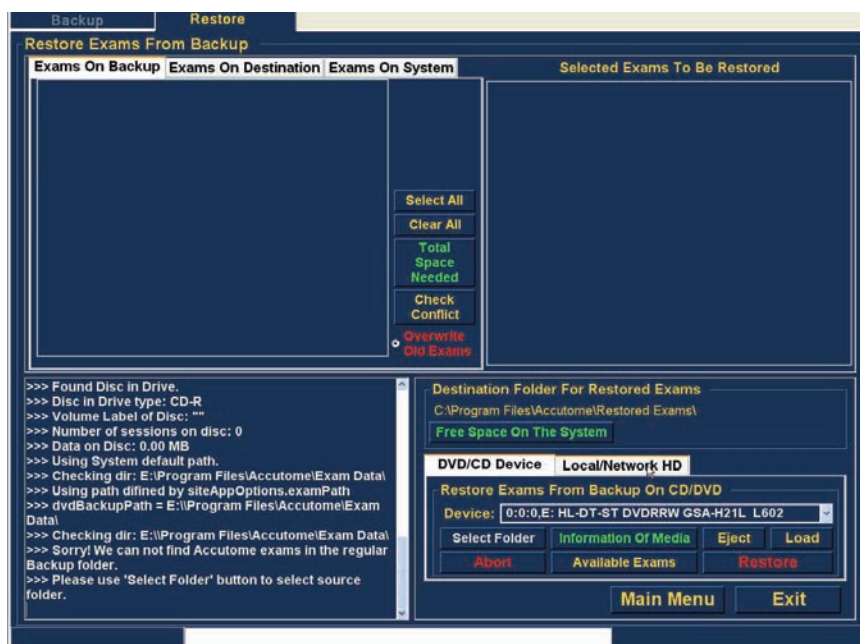 Backup Restore
Restore Exams From Backup
Exams On Backup Exams On Destination Exams On System
Selected Exams To Be Restored
Select All
Clear All
Total
Space
Needed
Check
Conflict
Overwrite
Old Exams
>>> Found Disc in Drive.
>>> Disc in Drive type: CD-R
>>> Volume Label of Disc: ""
>>> Number of sessions on disc: 0
>>> Data on Disc: 0.00 MB
>>> Using System default path.
>>> Checking dir: E:\Program Files\Accutome\Exam Data\
>>> Using path difined by siteAppOptions.examPath
>>> dvdBackupPath = E:\\Program Files\Accutome\Exam
Data\
>>> Checking dir: E:\\Program Files\Accutome\Exam Data\
>>> Sorry! We can not find Accutome exams in the regular
Backup folder.
>>> Please use 'Select Folder' button to select source
folder.
Destination Folder For Restored Exams
C:\Program Files\Accutome\Restored Exams\
Free Space On The System
DVD/CD Device Local/Network HD
Restore Exams From Backup On CD/DVD
Device: 0:0:0,E: HL-DT-ST DVDRRW GSA-H21L L602
Select Folder Information Of Media Eject Load
Abort Available Exams Restore
Main Menu Exit